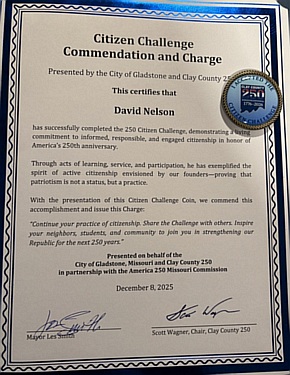 Citizen Challenge
Commendation and Charge
Presented by the City of Gladstone and Clay County 250
This certifies that
David Nelson
has successfully completed the 250 Citizen Challenge, demonstrating a
commitment to informed, responsible, and engaged citizenship in honor of
America's 250th anniversary.
Through acts of learning, service, and participation, he has exemplified the
spirit of active citizenship envisioned by our founders—proving that
patriotism is not a status, but a practice.
With the presentation of this Citizen Challenge Coin, we commend this
accomplishment and issue this Charge:
"Continue your practice of citizenship. Share the Challenge with others. Inspire
your neighbors, students, and community to join you in strengthening our
Republic for the next 250 years."
Presented on behalf of the
City of Gladstone, Missouri and Clay County 250
in partnership with the America 250 Missouri Commission
December 8, 2025
Mayor Les Smith
Scott Wagner, Chair, Clay County 250
250
CITIZEN CHALLENGE